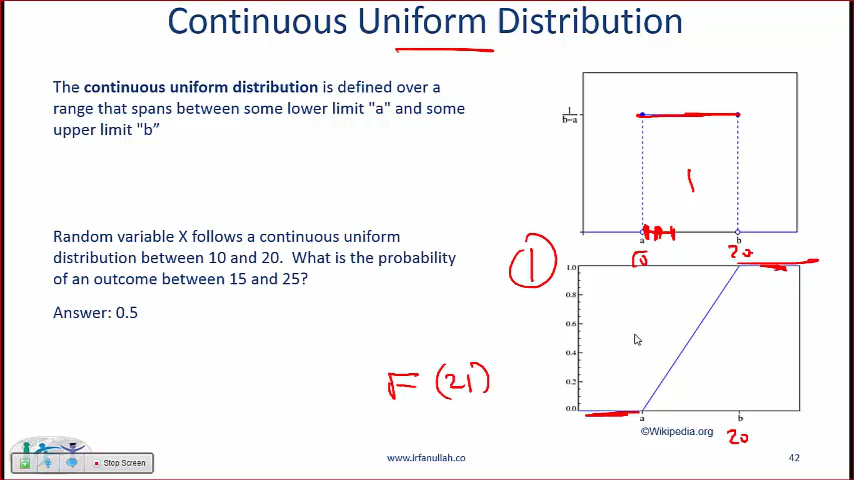 Continuous Uniform Distribution
The continuous uniform distribution is defined over a
range that spans between some lower limit "a" and some
upper limit "b”
Random variable X follows a continuous uniform
distribution between 10 and 20. What is the probability
of an outcome between 15 and 25?
Answer: 0.5
F (21)
1
1
b−a
1
a
b
10
20
1.0
0.8
0.6
0.4
0.2
0.0
a
b
©Wikipedia.org
20
Stop Screen
www.irfanullah.co
42